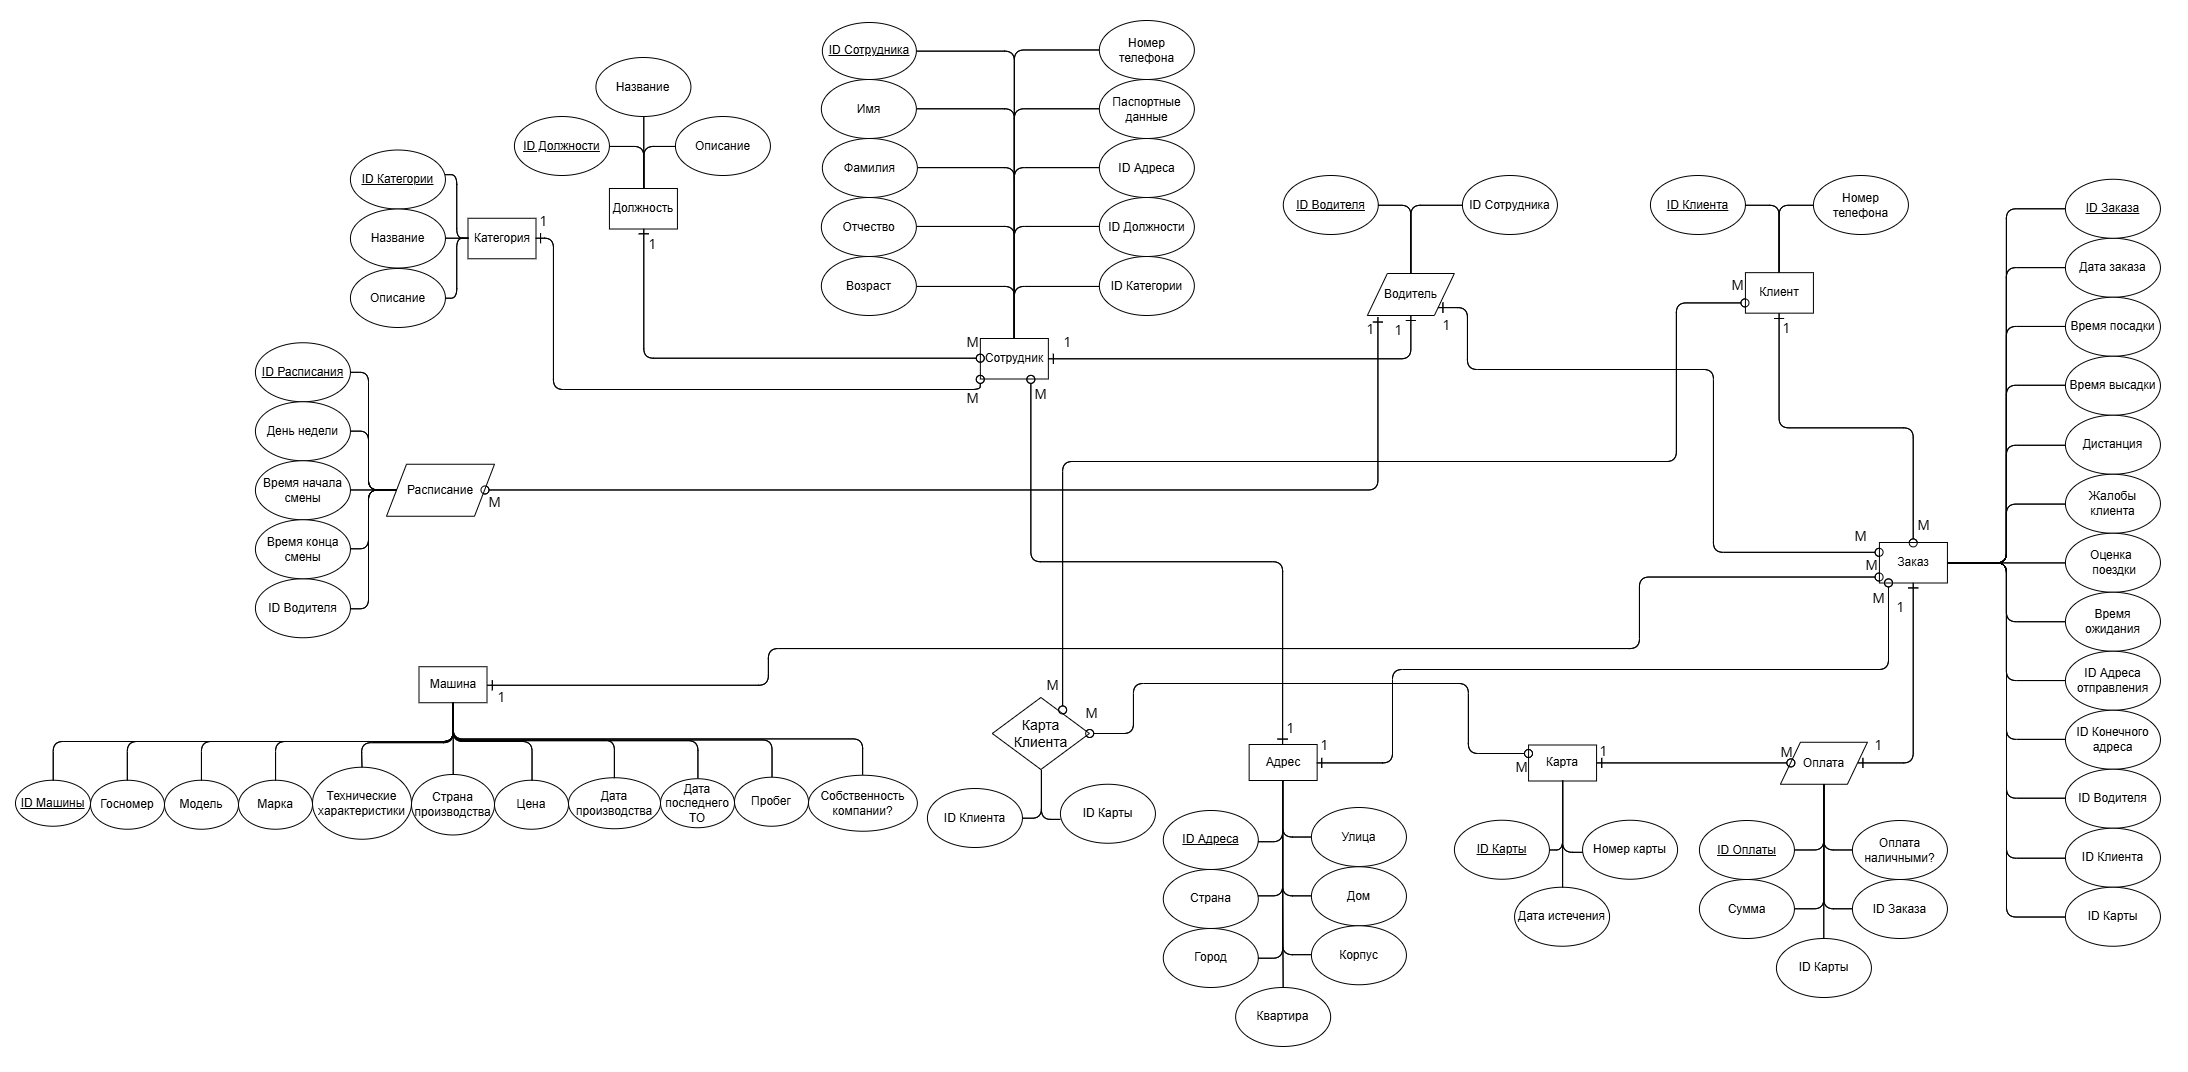 ID Категории
Название
Описание
Категория
1
ID Должности
Название
Описание
Должность
1
ID Сотрудника
Имя
Фамилия
Отчество
Возраст
Номер
телефона
Паспортные
данные
ID Адреса
ID Должности
ID Категории
M
Сотрудник
1
M
M
ID Водителя
ID Сотрудника
Водитель
1
1
1
ID Клиента
Номер
телефона
M
Клиент
1
ID Расписания
День недели
Время начала
смены
Время конца
смены
ID Водителя
Расписание
M
M
M
Заказ
M
M
1
ID Заказа
Дата заказа
Время посадки
Время высадки
Дистанция
Жалобы
клиента
Оценка
поездки
Время
ожидания
ID Адреса
отправления
ID Конечного
адреса
ID Водителя
ID Клиента
ID Карты
Машина
1
ID Машины
Госномер
Модель
Марка
Технические
характеристики
Страна
производства
Цена
Дата
производства
Дата
последнего
ТО
Пробег
Собственность
компании?
M
M
Карта
Клиента
ID Клиента
ID Карты
1
Адрес
1
ID Адреса
Страна
Город
Улица
Дом
Корпус
Квартира
M
Карта
1
ID Карты
Номер карты
Дата истечения
M
Оплата
1
ID Оплаты
Сумма
Оплата
наличными?
ID Заказа
ID Карты